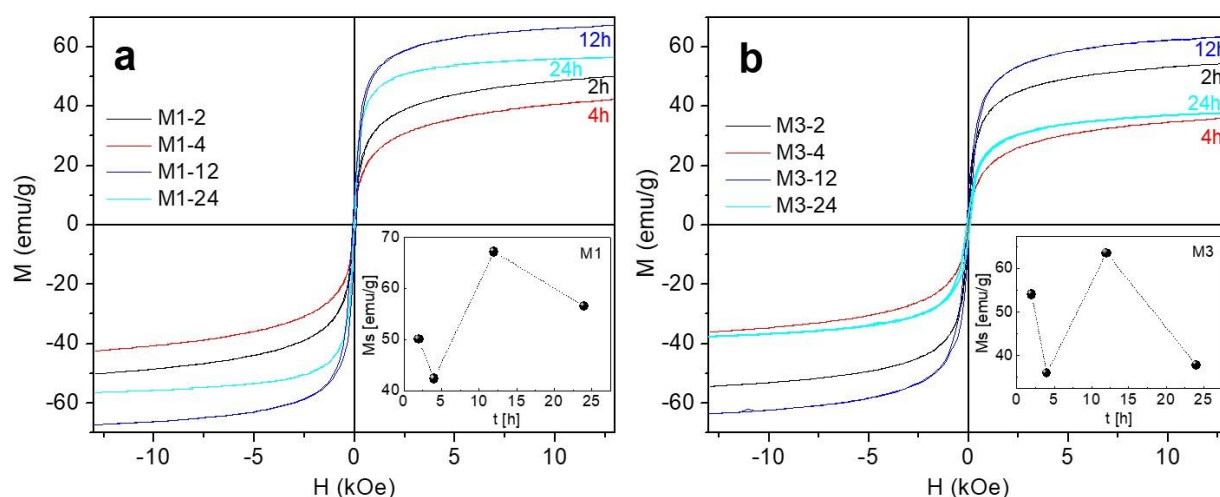 a
60
40
20
0
-20
-40
-60
M (emu/g)
-10
-5
0
5
10
H (kOe)
M1-2
M1-4
M1-12
M1-24
12h
24h
2h
4h
70
60
50
40
Ms [emu/g]
M1
0
5
10
15
20
25
t [h]
b
60
40
20
0
-20
-40
-60
M (emu/g)
-10
-5
0
5
10
H (kOe)
M3-2
M3-4
M3-12
M3-24
12h
2h
24h
4h
60
50
40
Ms [emu/g]
M3
0
5
10
15
20
25
t [h]